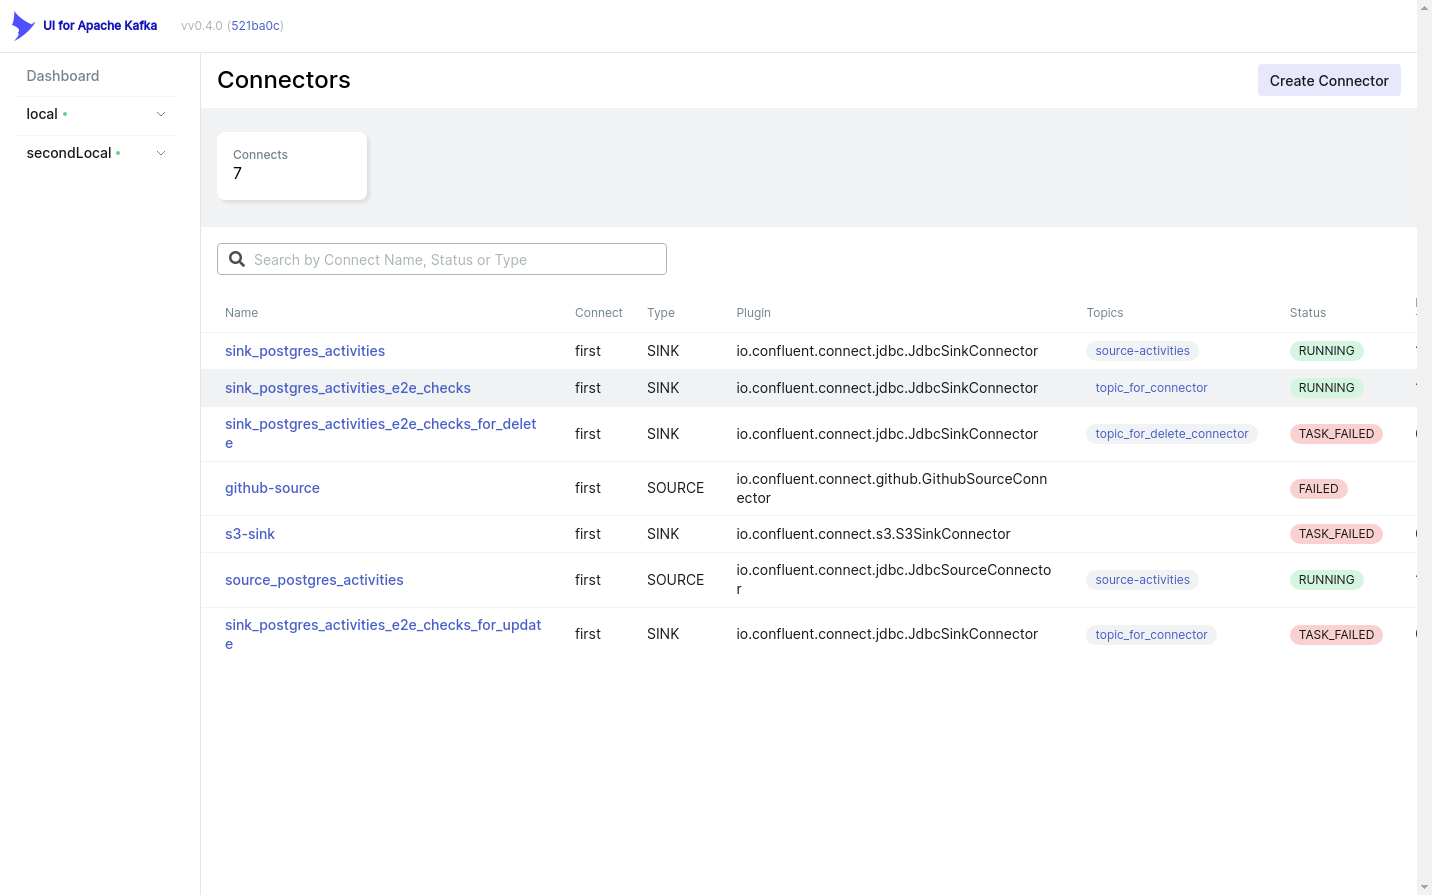 UI for Apache Kafka vv0.4.0 (521ba0c)
Dashboard
local
secondLocal
Connectors
Create Connector
Connects
7
Search by Connect Name, Status or Type
Name Connect Type Plugin Topics Status
sink_postgres_activities first SINK io.confluent.connect.jdbc.JdbcSinkConnector source-activities RUNNING
sink_postgres_activities_e2e_checks first SINK io.confluent.connect.jdbc.JdbcSinkConnector topic_for_connector RUNNING
sink_postgres_activities_e2e_checks_for_delet
e first SINK io.confluent.connect.jdbc.JdbcSinkConnector topic_for_delete_connector TASK_FAILED
github-source first SOURCE io.confluent.connect.github.GithubSourceConn
ector FAILED
s3-sink first SINK io.confluent.connect.s3.S3SinkConnector TASK_FAILED
source_postgres_activities first SOURCE io.confluent.connect.jdbc.JdbcSourceConnecto
r source-activities RUNNING
sink_postgres_activities_e2e_checks_for_updat
e first SINK io.confluent.connect.jdbc.JdbcSinkConnector topic_for_connector TASK_FAILED